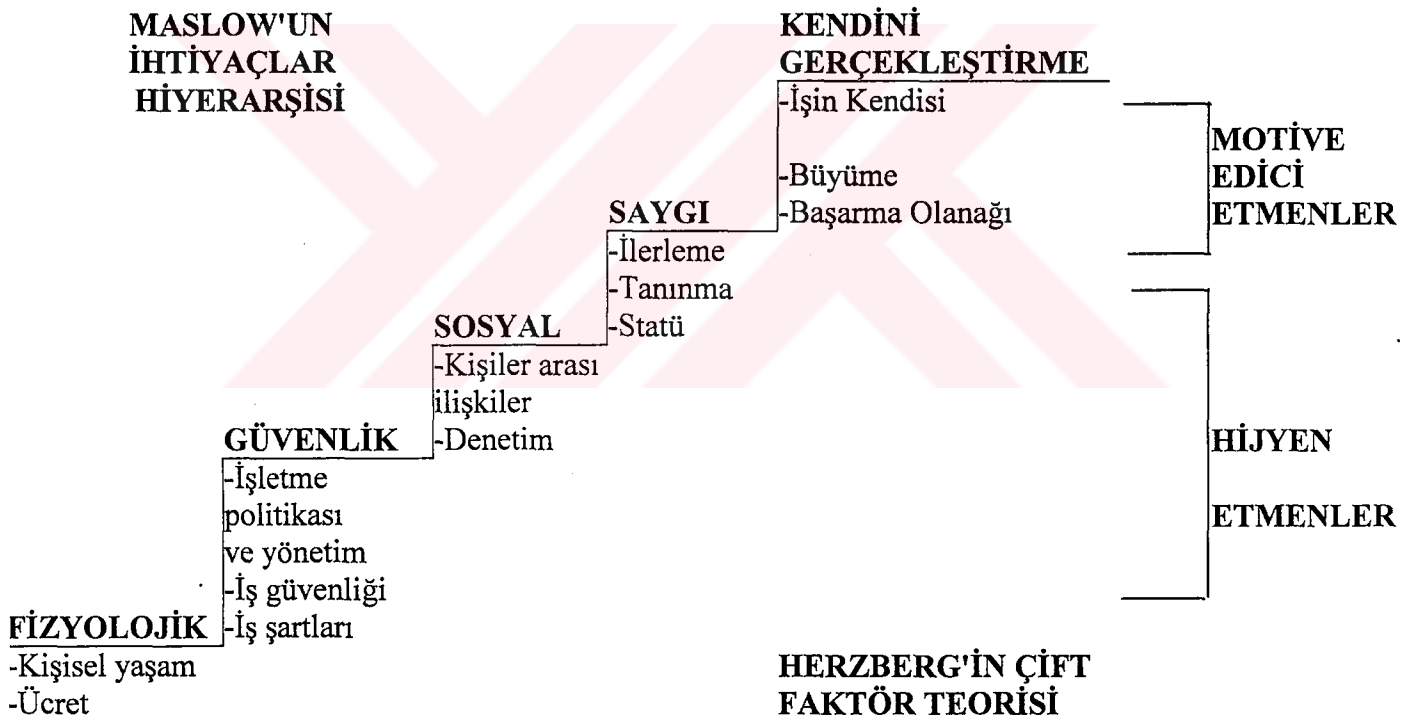 MASLOW'UN
İHTİYAÇLAR
HİYERARŞİSİ
KENDİNİ
GERÇEKLEŞTİRME
-İşin Kendisi
-Büyüme
-Başarma Olanağı
MOTİVE
EDİCİ
ETMENLER
SAYGI
-İlerleme
-Tanınma
-Statü
SOSYAL
-Kişiler arası
ilişkiler
-Denetim
GÜVENLİK
-İşletme
politikası
ve yönetim
-İş güvenliği
-İş şartları
HİJYEN
ETMENLER
FİZYOLOJİK
-Kişisel yaşam
-Ücret
HERZBERG'İN ÇİFT
FAKTÖR TEORİSİ